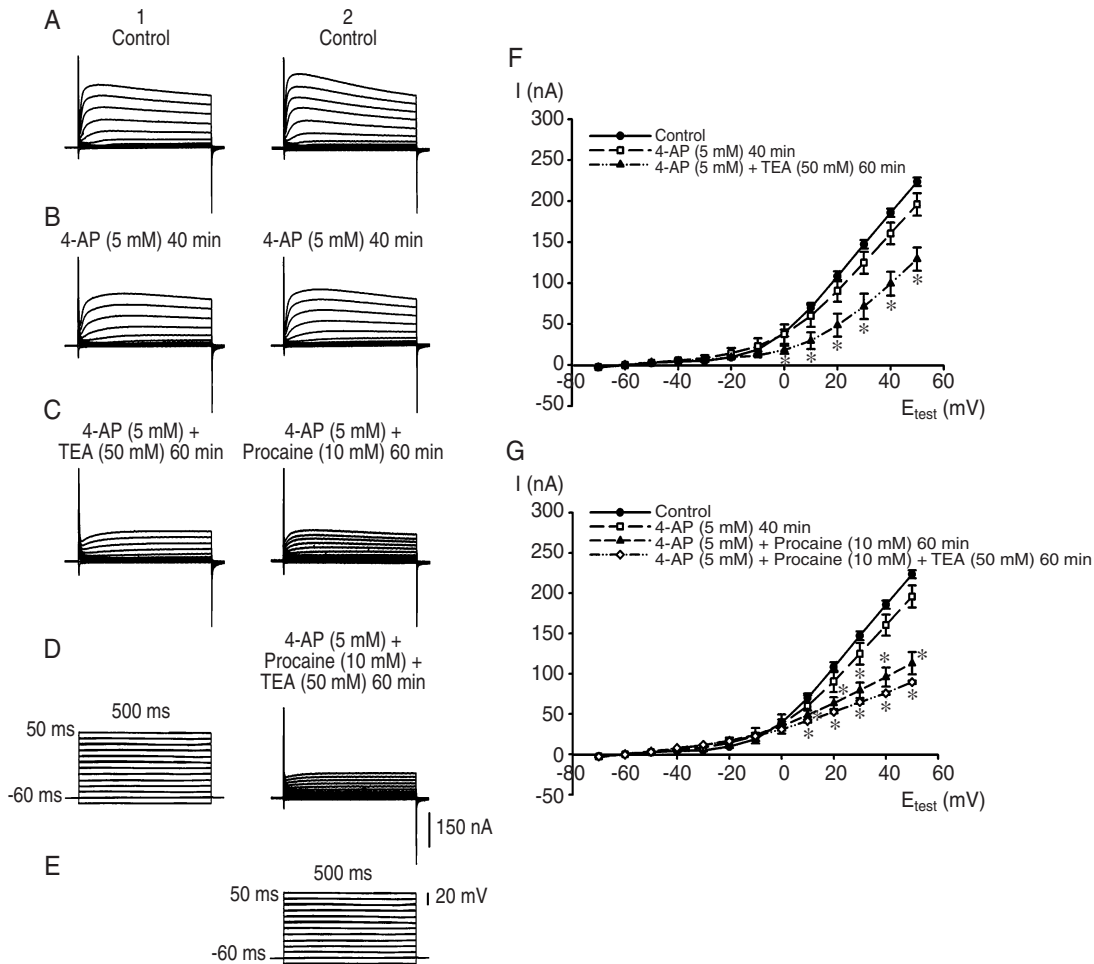 A
1
Control
2
Control
B
4-AP (5 mM) 40 min
4-AP (5 mM) 40 min
C
4-AP (5 mM) +
TEA (50 mM) 60 min
4-AP (5 mM) +
Procaine (10 mM) 60 min
D
4-AP (5 mM) +
Procaine (10 mM) +
TEA (50 mM) 60 min
500 ms
50 ms
-60 ms
150 nA
E
500 ms
50 ms
20 mV
-60 ms
F
I (nA)
300
250
200
150
100
50
0
-50
-80 -60 -40 -20 0 20 40 60
Etest (mV)
Control
4-AP (5 mM) 40 min
4-AP (5 mM) + TEA (50 mM) 60 min
* * * * * *
G
I (nA)
300
250
200
150
100
50
0
-50
-80 -60 -40 -20 0 20 40 60
Etest (mV)
Control
4-AP (5 mM) 40 min
4-AP (5 mM) + Procaine (10 mM) 60 min
4-AP (5 mM) + Procaine (10 mM) + TEA (50 mM) 60 min
* * * * *
* * * * *